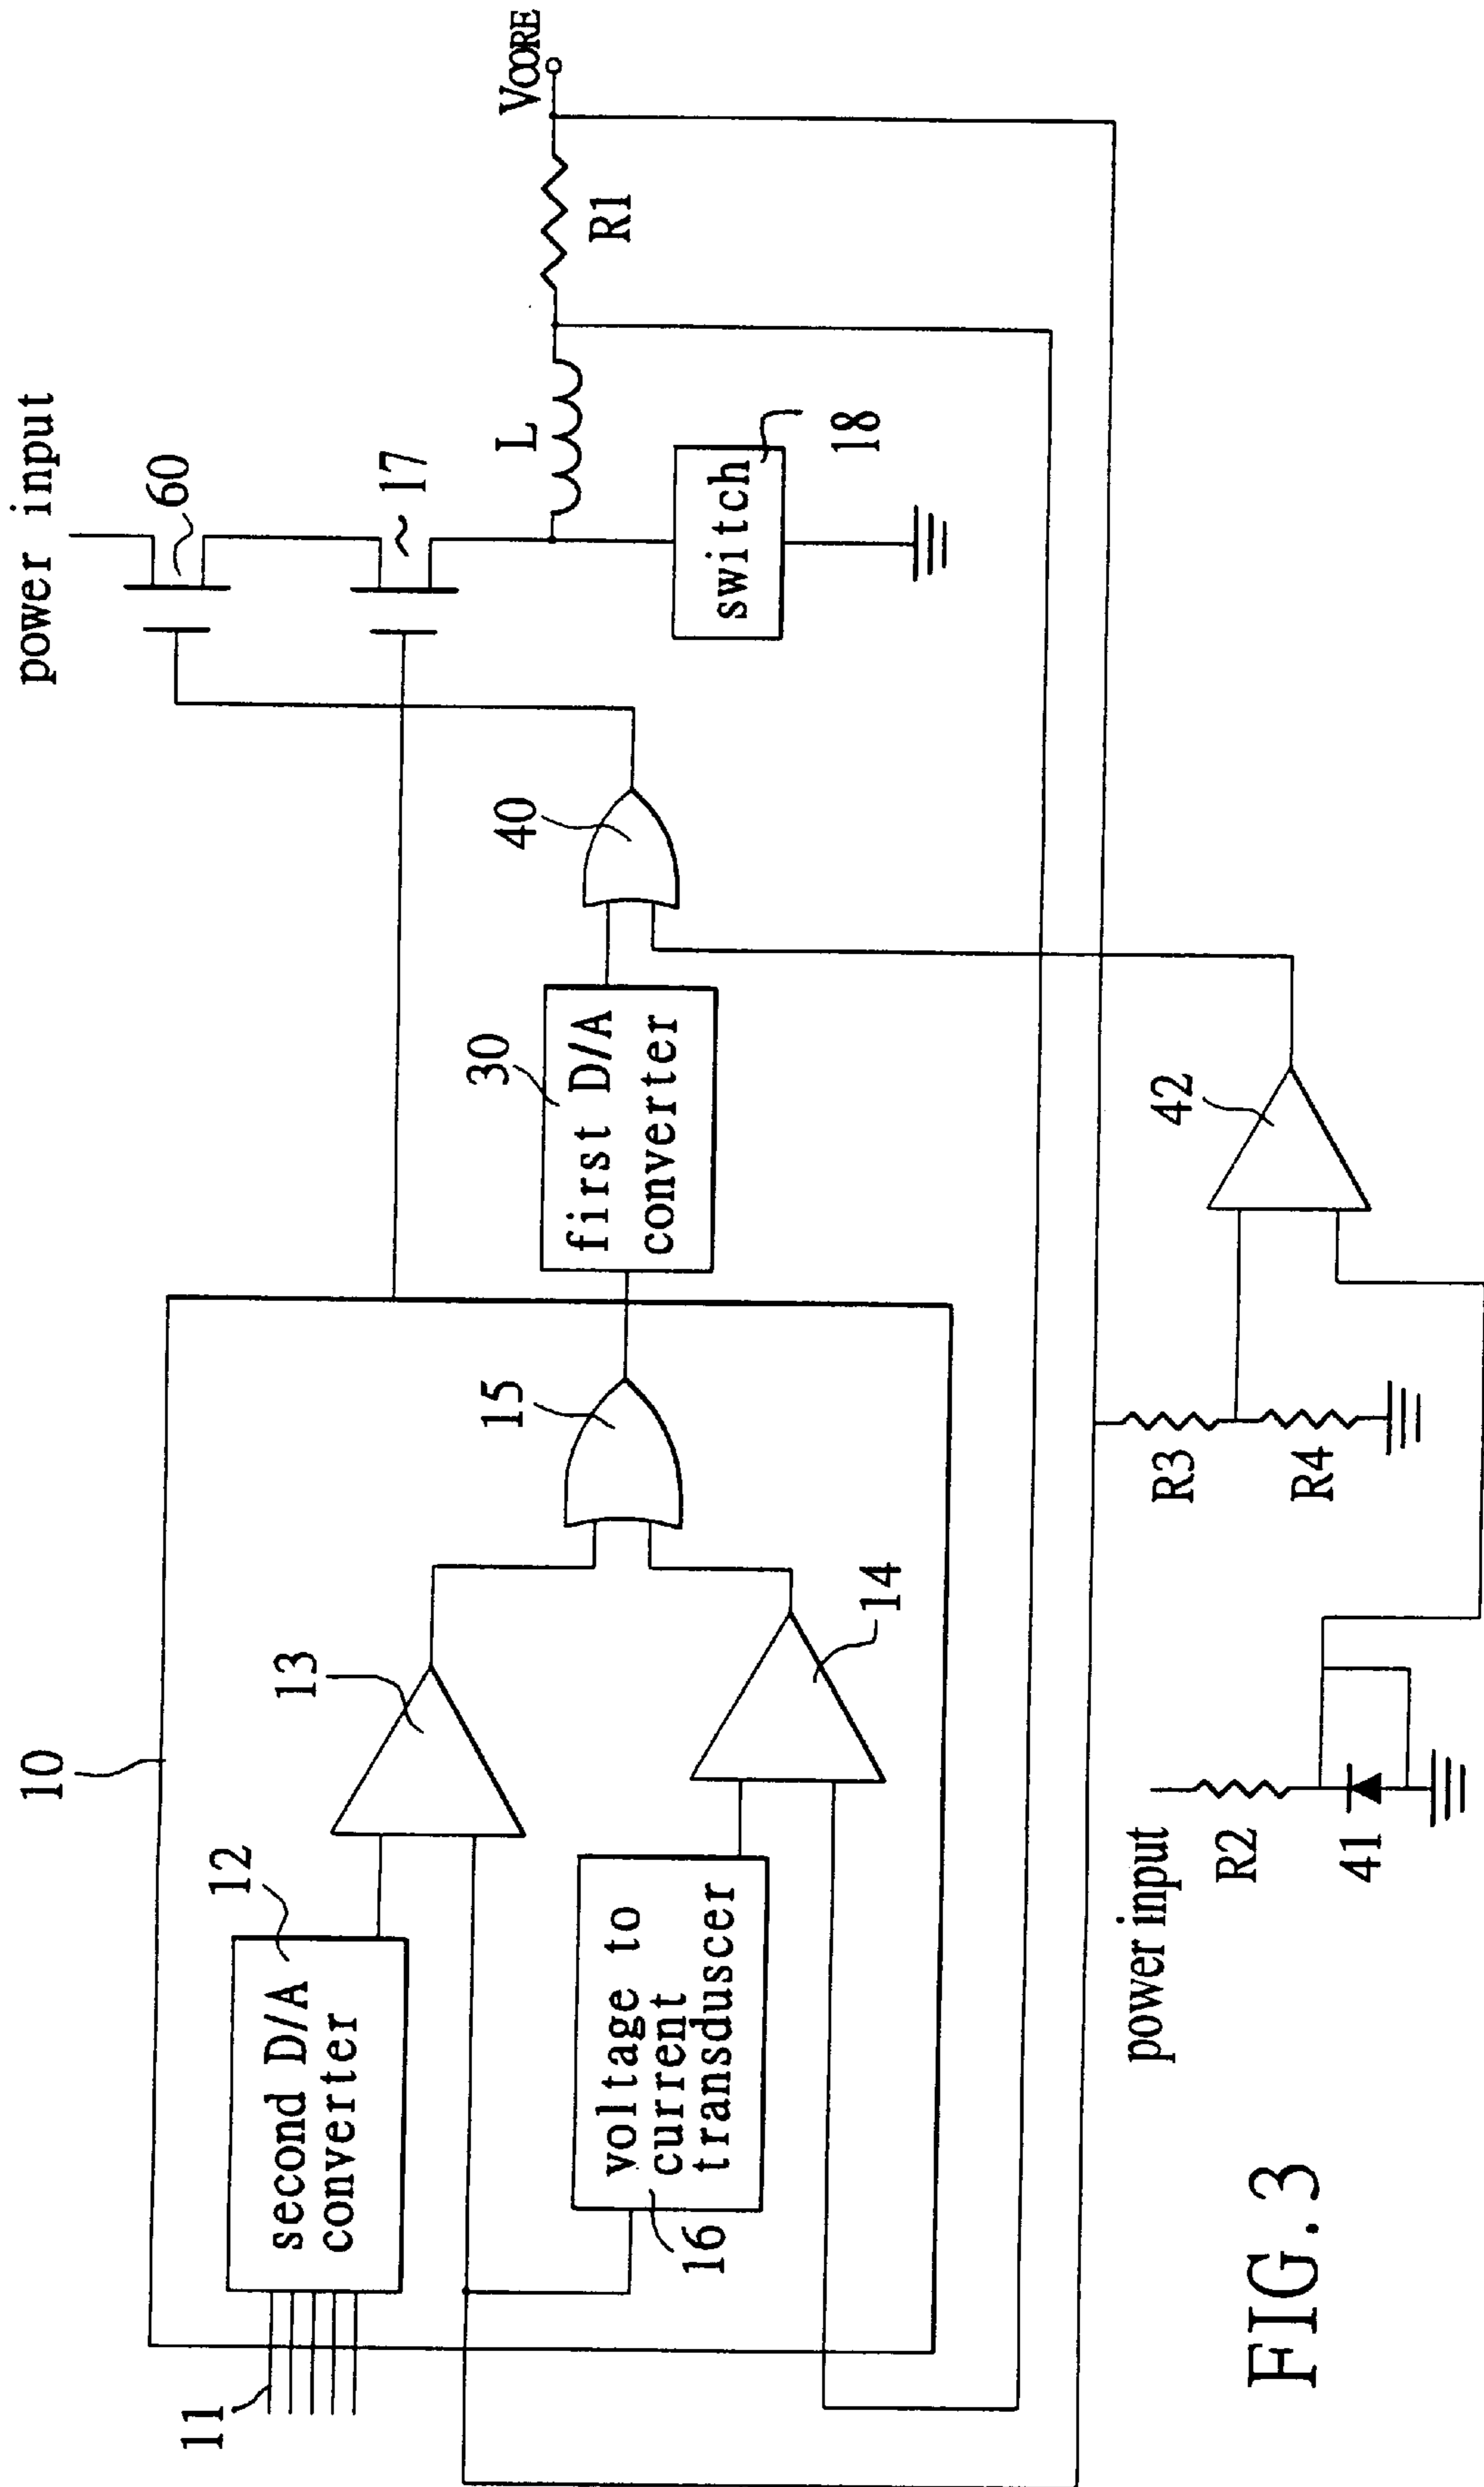 power input
60
17
VCORE
L
R1
switch
18
40
30
first D/A
converter
15
10
13
14
12
second D/A
converter
11
voltage to
current
transduscer
16
42
R3
R4
power input
R2
41
FIG.3